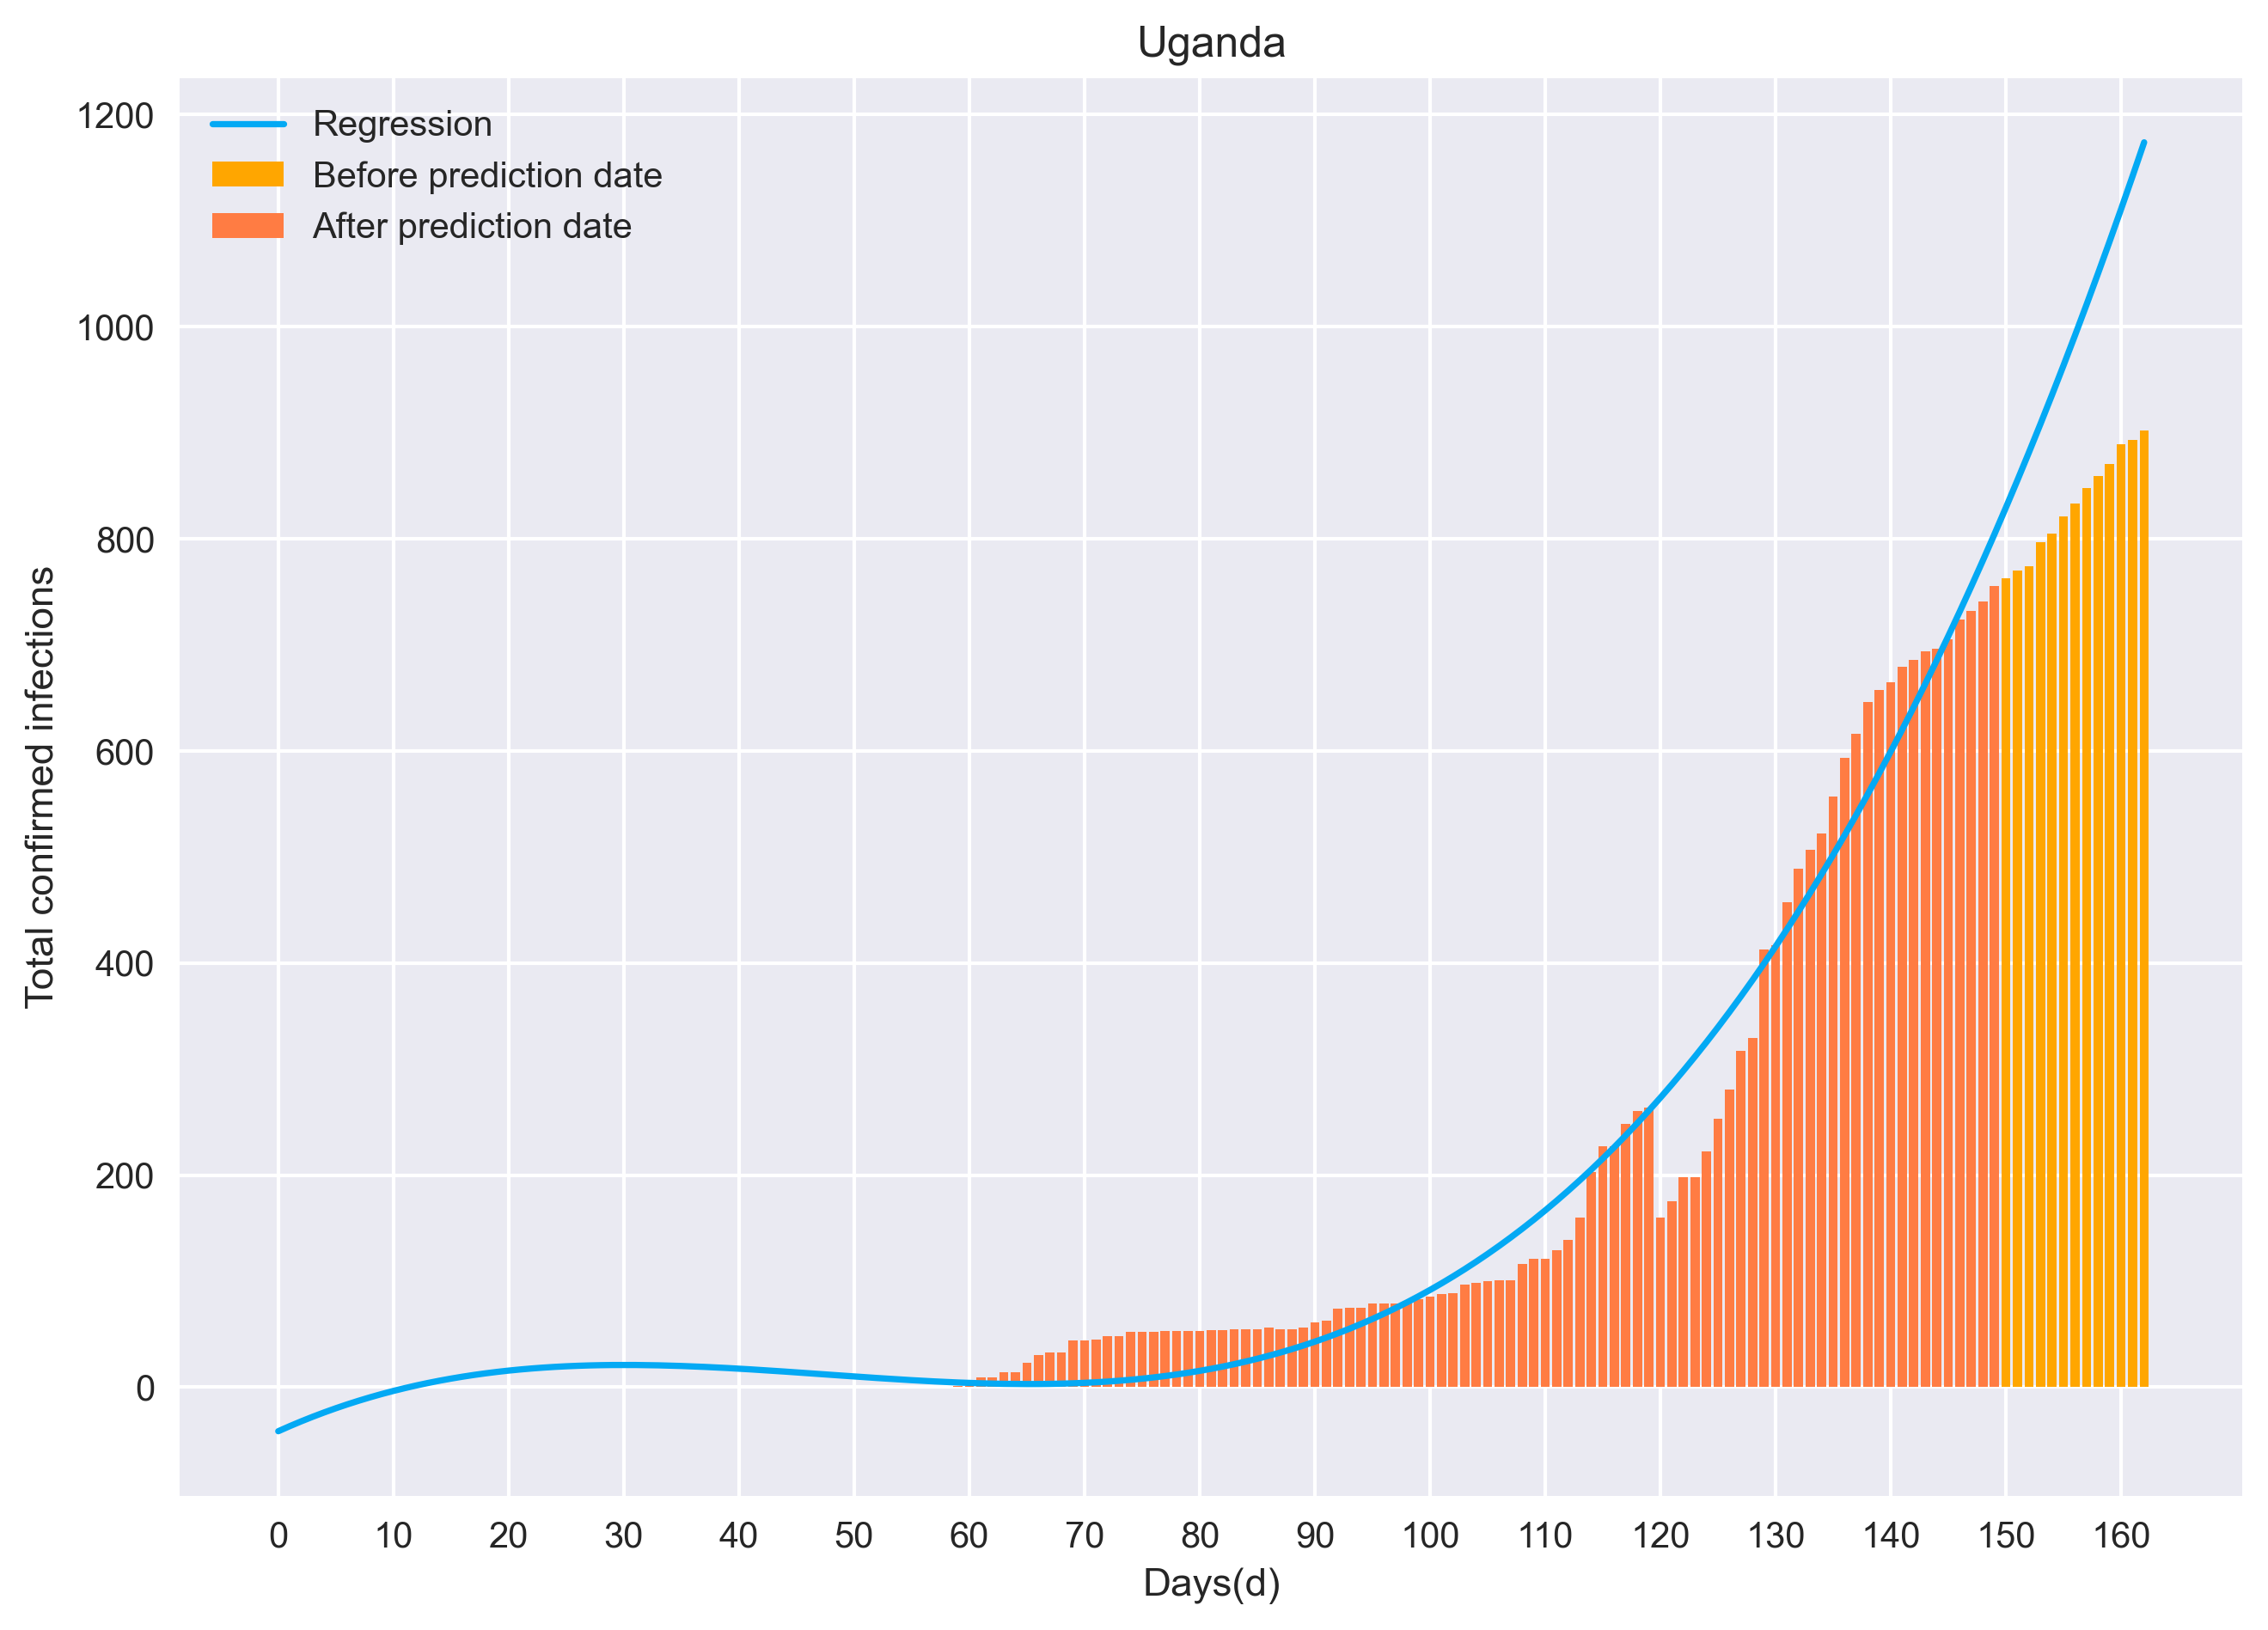 Uganda
Regression
Before prediction date
After prediction date
1200
1000
800
600
400
200
0
Total confirmed infections
0 10 20 30 40 50 60 70 80 90 100 110 120 130 140 150 160
Days(d)